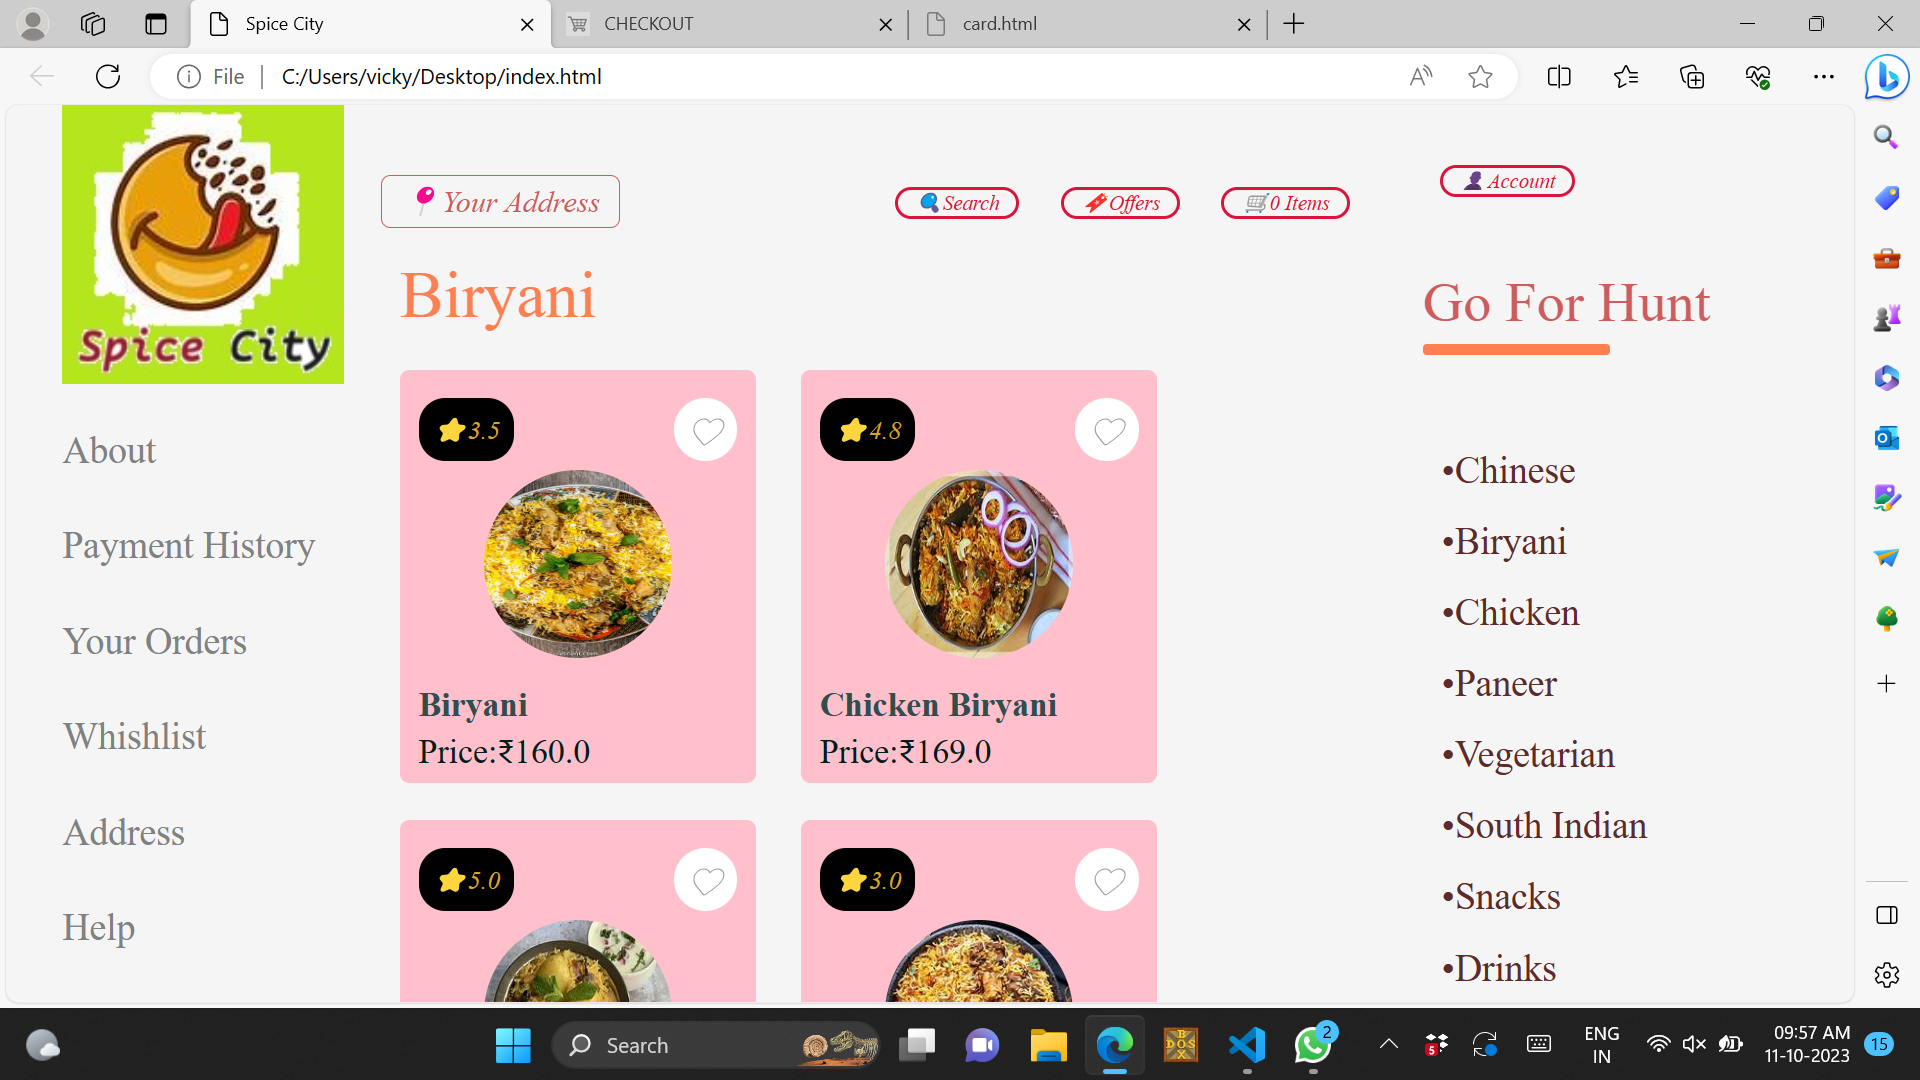 Spice City
CHECKOUT
card.html
File
C:/Users/vicky/Desktop/index.html
Spice City
Your Address
Search
Offers
0 Items
Account
Biryani
Go For Hunt
About
Payment History
Your Orders
Whishlist
Address
Help
3.5
4.8
Biryani
Price:₹160.0
Chicken Biryani
Price:₹169.0
5.0
3.0
•Chinese
•Biryani
•Chicken
•Paneer
•Vegetarian
•South Indian
•Snacks
•Drinks
Search
BOX
DOS
2
5
ENG
IN
09:57 AM
11-10-2023
15